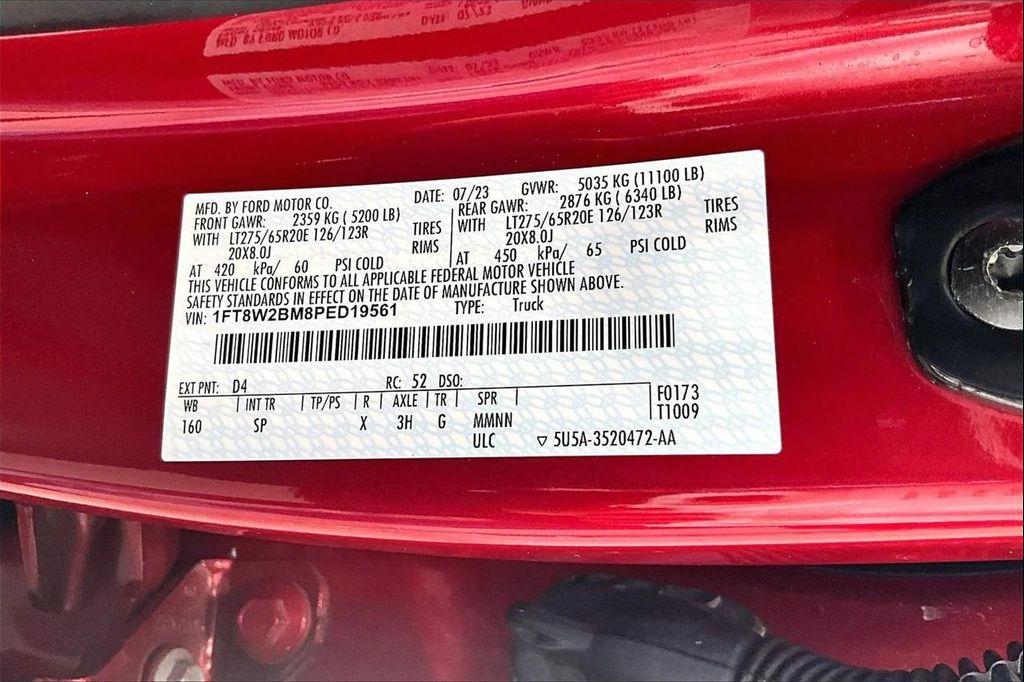 MFD. BY FORD MOTOR CO. DATE: 07/23 GVWR: 5035 KG (11100 LB)
FRONT GAWR: 2359 KG ( 5200 LB) REAR GAWR: 2876 KG ( 6340 LB)
WITH LT275/65R20E 126/123R TIRES WITH LT275/65R20E 126/123R TIRES
20X8.0J RIMS 20X8.0J RIMS
AT 420 kPa/ 60 PSI COLD AT 450 kPa/ 65 PSI COLD
THIS VEHICLE CONFORMS TO ALL APPLICABLE FEDERAL MOTOR VEHICLE
SAFETY STANDARDS IN EFFECT ON THE DATE OF MANUFACTURE SHOWN ABOVE.
VIN: 1FT8W2BM8PED19561 TYPE: Truck
EXT PNT: D4 RC: 52 DSO:
WB INT TR TP/PS R AXLE TR SPR F0173
160 SP X 3H G MMNN T1009
ULC 5U5A-3520472-AA